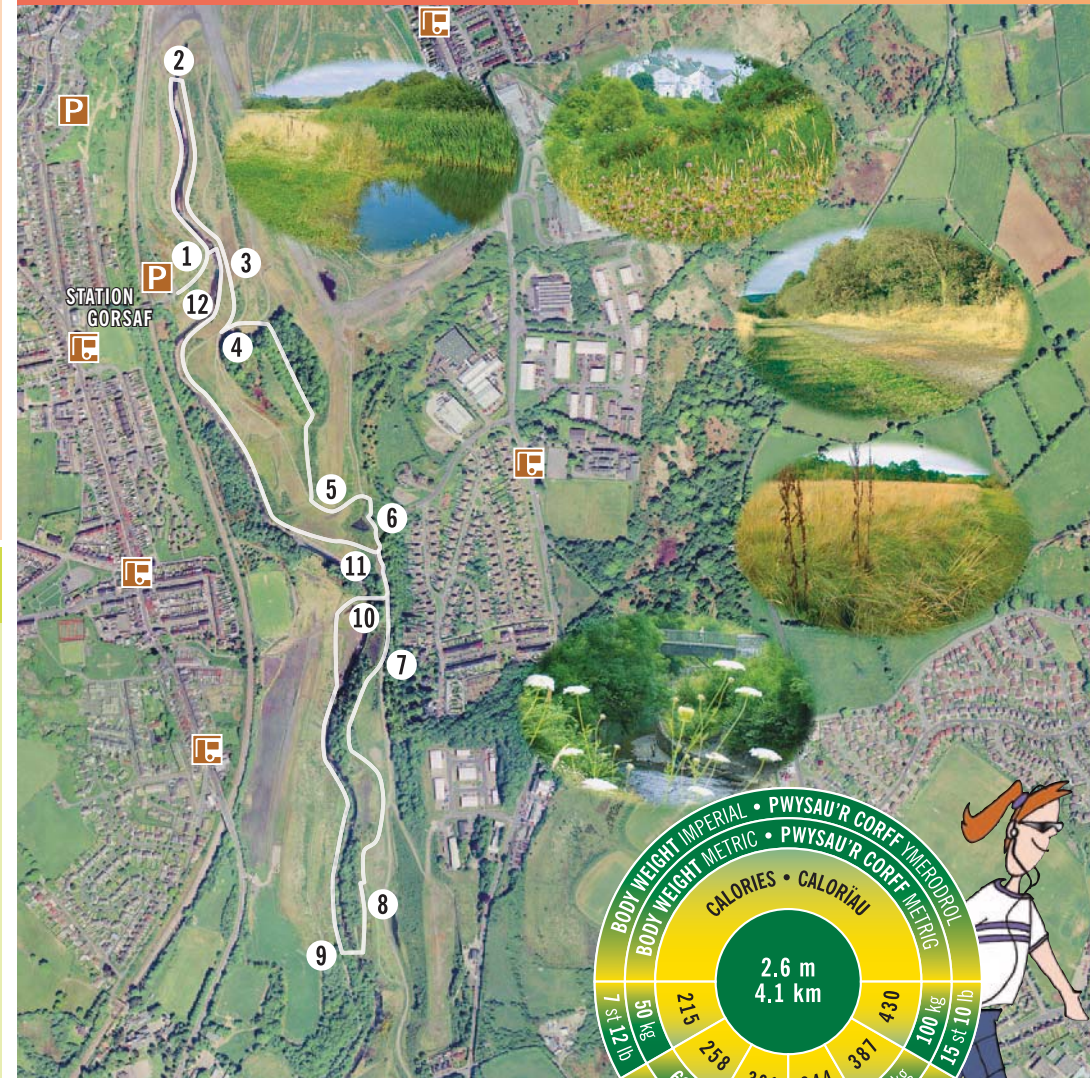 2
P
1
3
P
STATION
GORSAF
12
4
5
6
11
10
7
8
9
BODY WEIGHT IMPERIAL • PWYSAU'R CORFF YMERODROL
BODY WEIGHT METRIC • PWYSAU'R CORFF METRIG
CALORIES • CALORÏAU
2.6 m
4.1 km
7 st 12 lb
50 kg
215
258
387
430
100 kg
15 st 10 lb